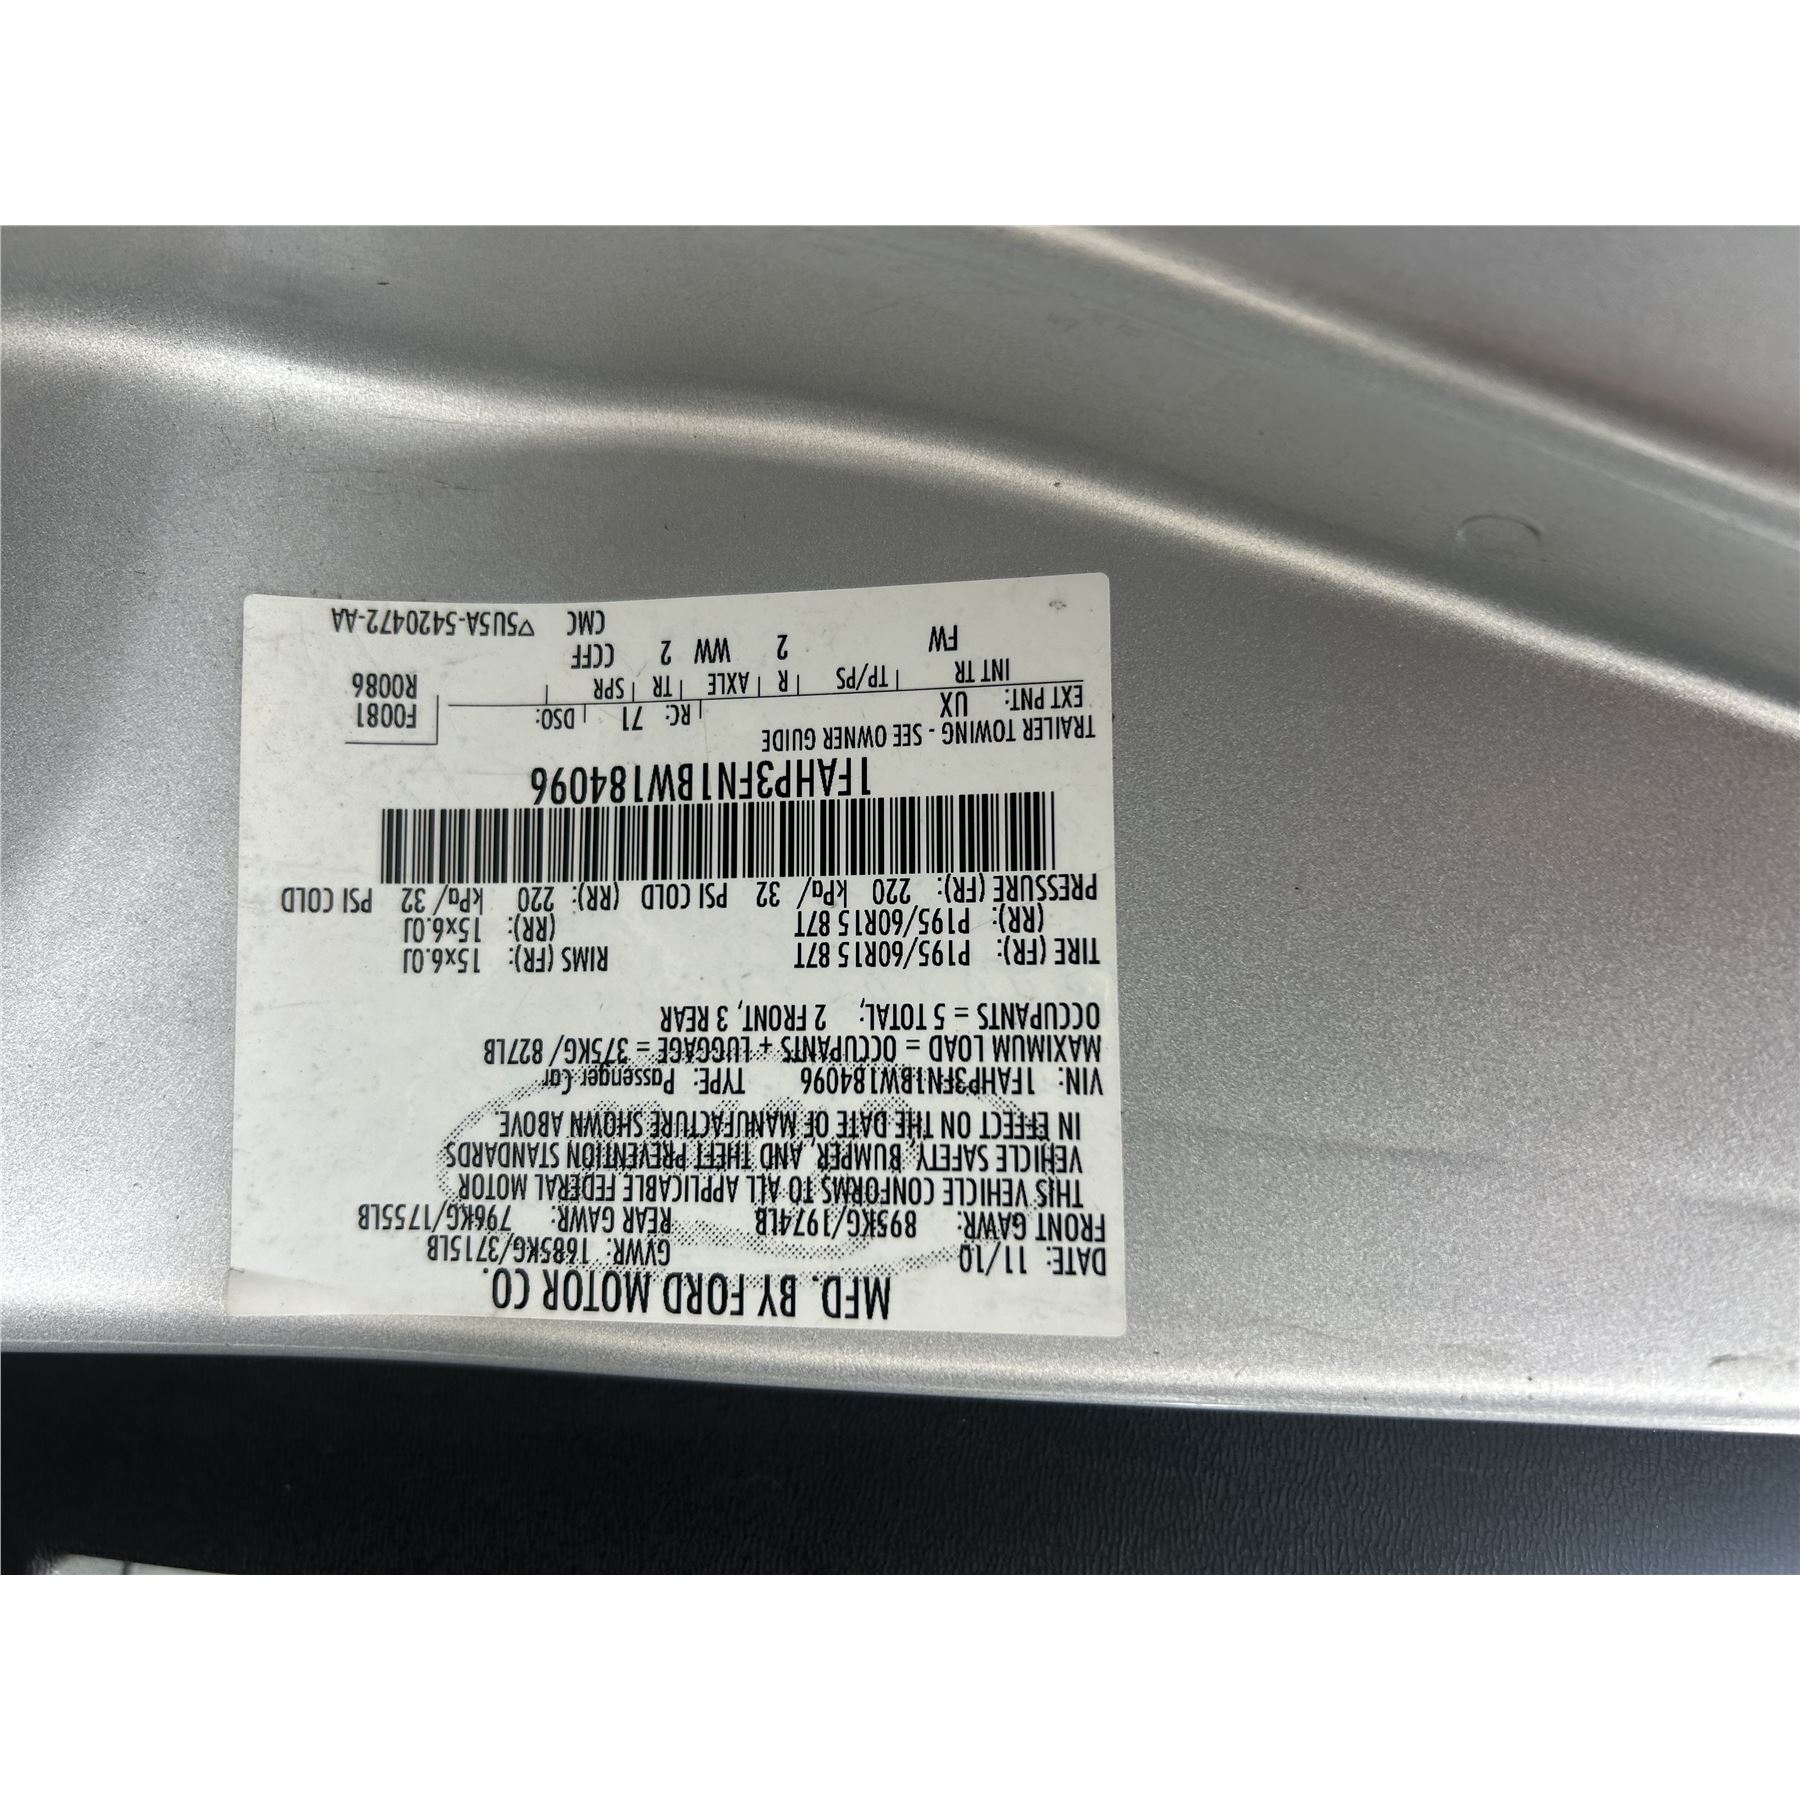 MFD. BY FORD MOTOR CO.
DATE: 11/10 GVWR: 1685KG/3715LB
FRONT GAWR: 895KG/1974LB REAR GAWR: 796KG/1755LB
THIS VEHICLE CONFORMS TO ALL APPLICABLE FEDERAL MOTOR
VEHICLE SAFETY, BUMPER, AND THEFT PREVENTION STANDARDS
IN EFFECT ON THE DATE OF MANUFACTURE SHOWN ABOVE.
VIN: 1FAHP3FN1BW184096 TYPE: Passenger Car
MAXIMUM LOAD = OCCUPANTS + LUGGAGE = 375KG/ 827LB
OCCUPANTS = 5 TOTAL; 2 FRONT, 3 REAR
TIRE (FR): P195/60R15 87T RIMS (FR): 15x6.0J
(RR): P195/60R15 87T (RR): 15x6.0J
PRESSURE (FR): 220 kPa/ 32 PSI COLD (RR): 220 kPa/ 32 PSI COLD
1FAHP3FN1BW184096
TRAILER TOWING - SEE OWNER GUIDE
EXT PNT: UX RC: 71 DSO: F0081
INT TR TP/PS R AXLE TR SPR R0086
FW 2 WW 2 CCFF
CMC ▽5U5A-5420472-AA